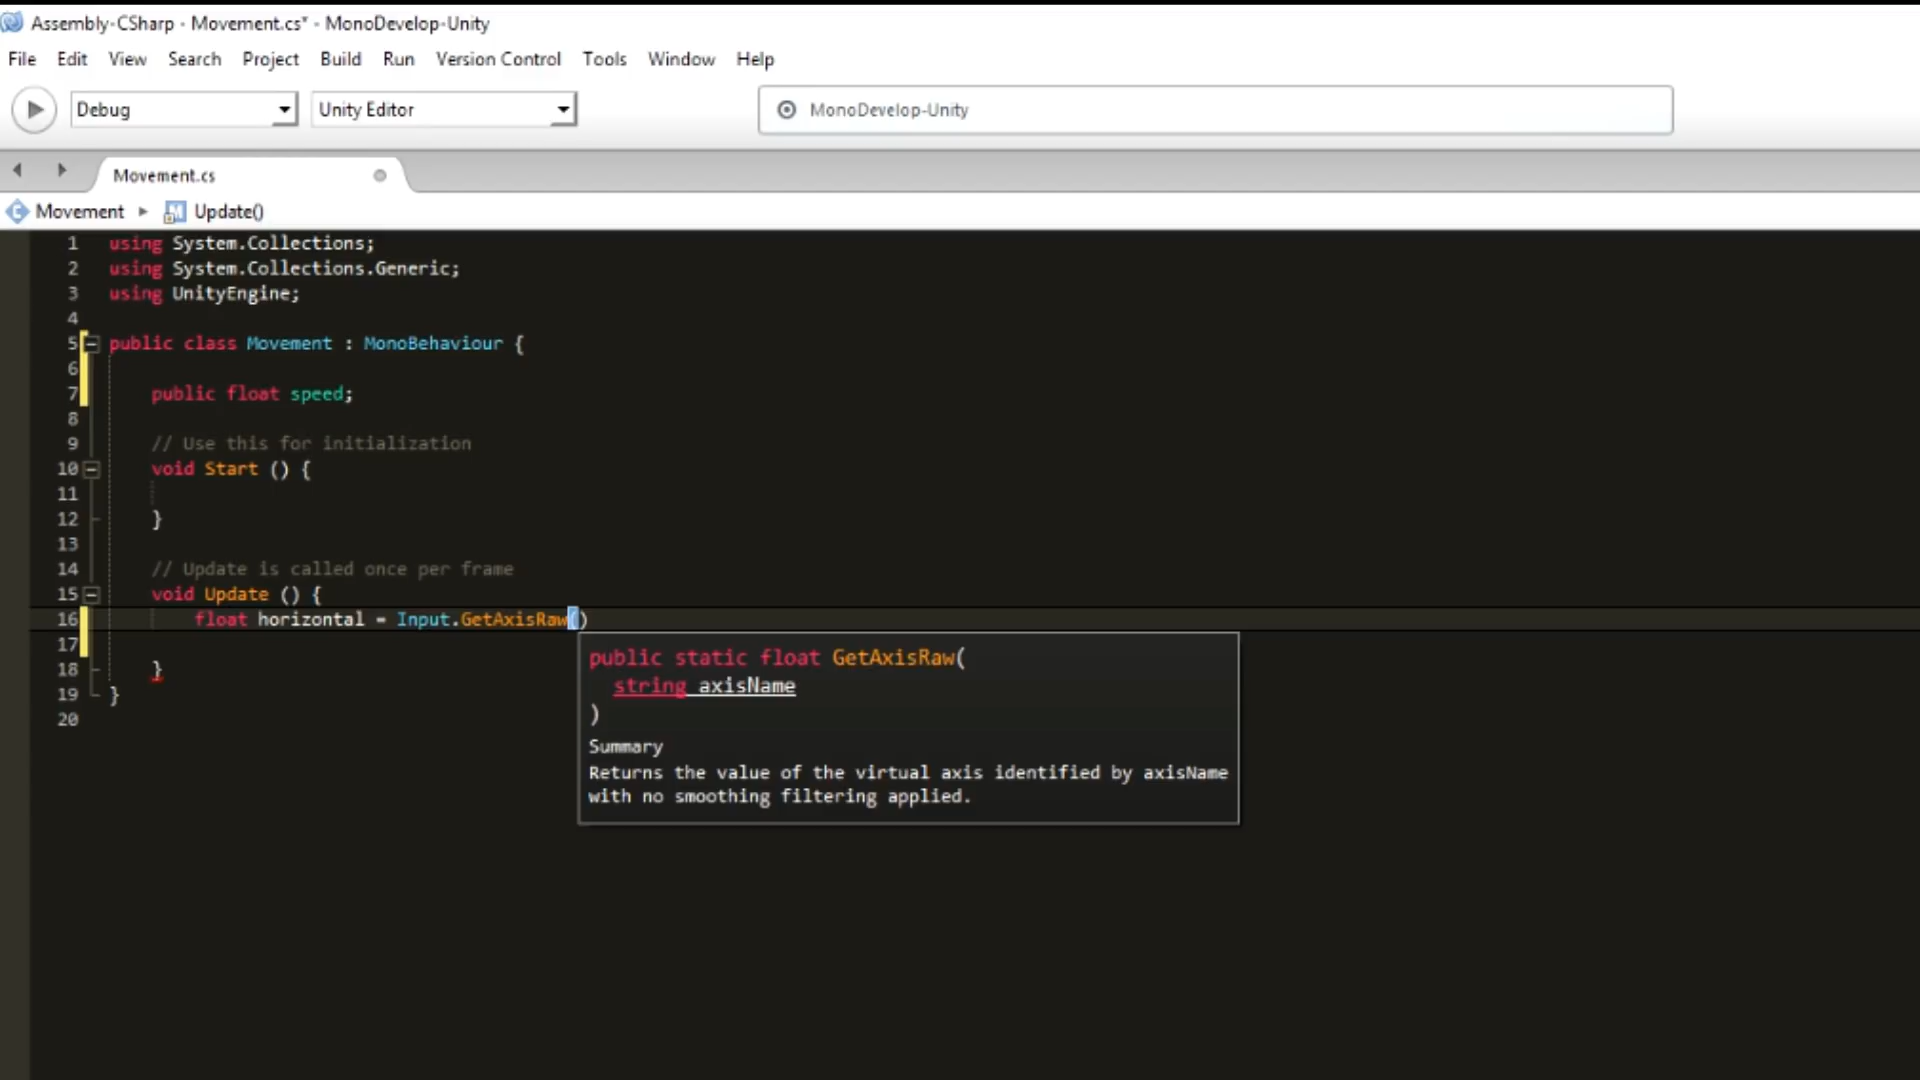 Assembly-CSharp - Movement.cs* - MonoDevelop-Unity
File Edit View Search Project Build Run Version Control Tools Window Help
Debug Unity Editor MonoDevelop-Unity
Movement.cs
Movement Update()
1 using System.Collections;
2 using System.Collections.Generic;
3 using UnityEngine;
4
5 public class Movement : MonoBehaviour {
6
7 public float speed;
8
9 // Use this for initialization
10 void Start () {
11
12 }
13
14 // Update is called once per frame
15 void Update () {
16 float horizontal = Input.GetAxisRaw()
17
18 }
19 }
20
public static float GetAxisRaw(
string axisName
)
Summary
Returns the value of the virtual axis identified by axisName
with no smoothing filtering applied.